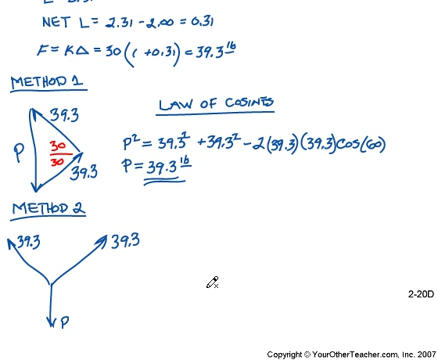 NET L = 2.31 - 2.00 = 0.31
F = KΔ = 30 (1 + 0.31) = 39.3 lb
METHOD 1
LAW OF COSINES
39.3
P
30
30
39.3
P² = 39.3² + 39.3² - 2(39.3)(39.3) cos(60)
P = 39.3 lb
METHOD 2
39.3
39.3
P
2-20D
Copyright © YourOtherTeacher.com, Inc. 2007